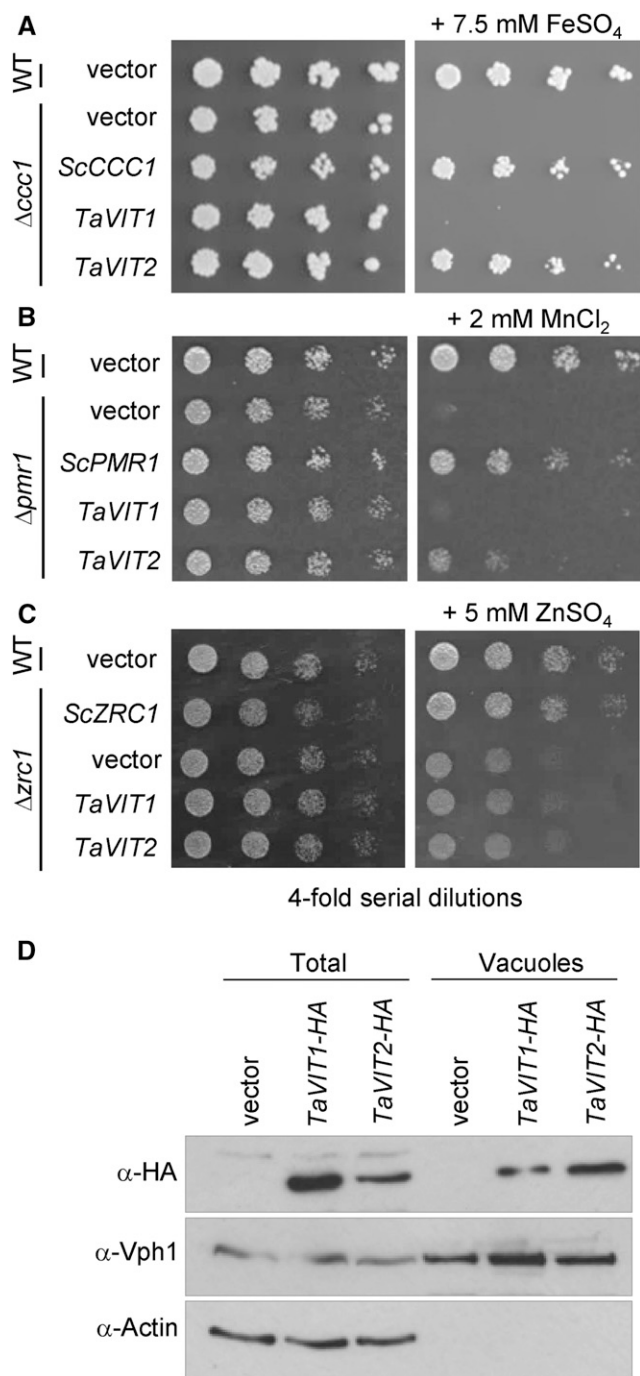 A
+ 7.5 mM FeSO₄
WT
vector
Δccc1
vector
ScCCC1
TaVIT1
TaVIT2
B
+ 2 mM MnCl₂
WT
vector
Δpmr1
vector
ScPMR1
TaVIT1
TaVIT2
C
+ 5 mM ZnSO₄
WT
vector
Δzrc1
ScZRC1
vector
TaVIT1
TaVIT2
4-fold serial dilutions
D
Total
Vacuoles
vector
TaVIT1-HA
TaVIT2-HA
vector
TaVIT1-HA
TaVIT2-HA
α-HA
α-Vph1
α-Actin